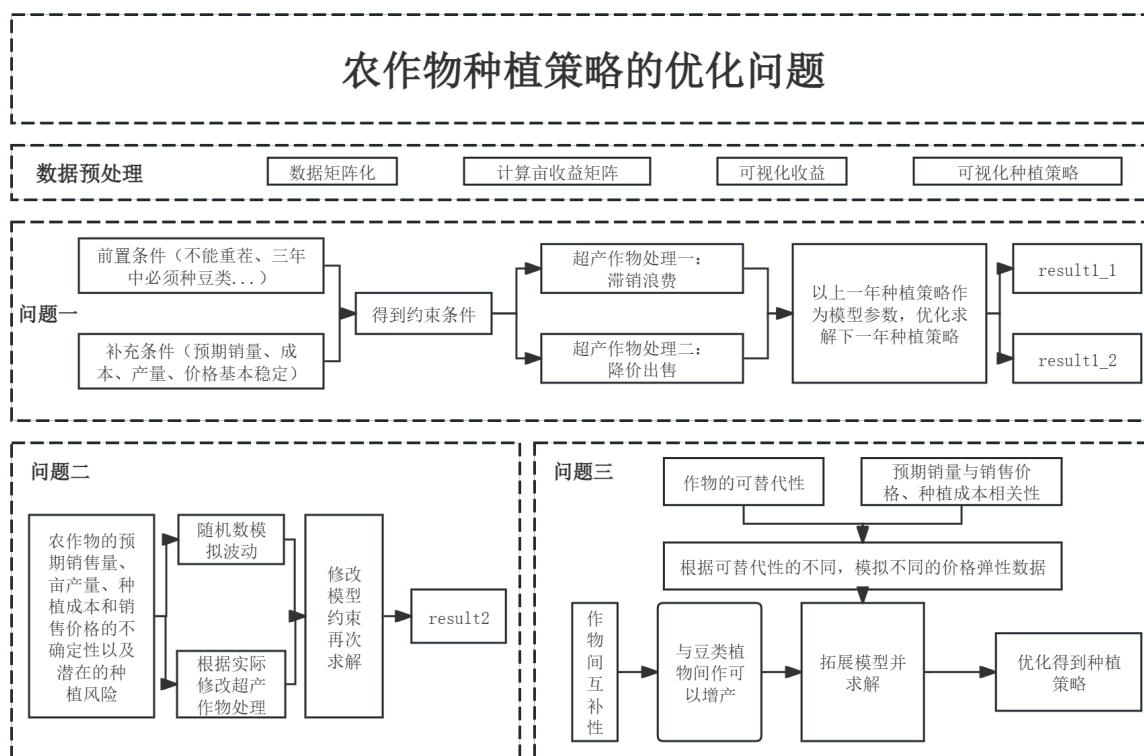 农作物种植策略的优化问题
数据预处理
数据矩阵化
计算亩收益矩阵
可视化收益
可视化种植策略
问题一
前置条件（不能重茬、三年
中必须种豆类...）
补充条件（预期销量、成
本、产量、价格基本稳定）
得到约束条件
超产作物处理一：
滞销浪费
超产作物处理二：
降价出售
以上一年种植策略作
为模型参数，优化求
解下一年种植策略
result1_1
result1_2
问题二
农作物的预
期销售量、
亩产量、种
植成本和销
售价格的不
确定性以及
潜在的种
植风险
随机数模
拟波动
根据实际
修改超产
作物处理
修改
模型
约束
再次
求解
result2
问题三
作物的可替代性
预期销量与销售价
格、种植成本相关性
根据可替代性的不同，模拟不同的价格弹性数据
作
物
间
互
补
性
与豆类植
物间作可
以增产
拓展模型并
求解
优化得到种植
策略